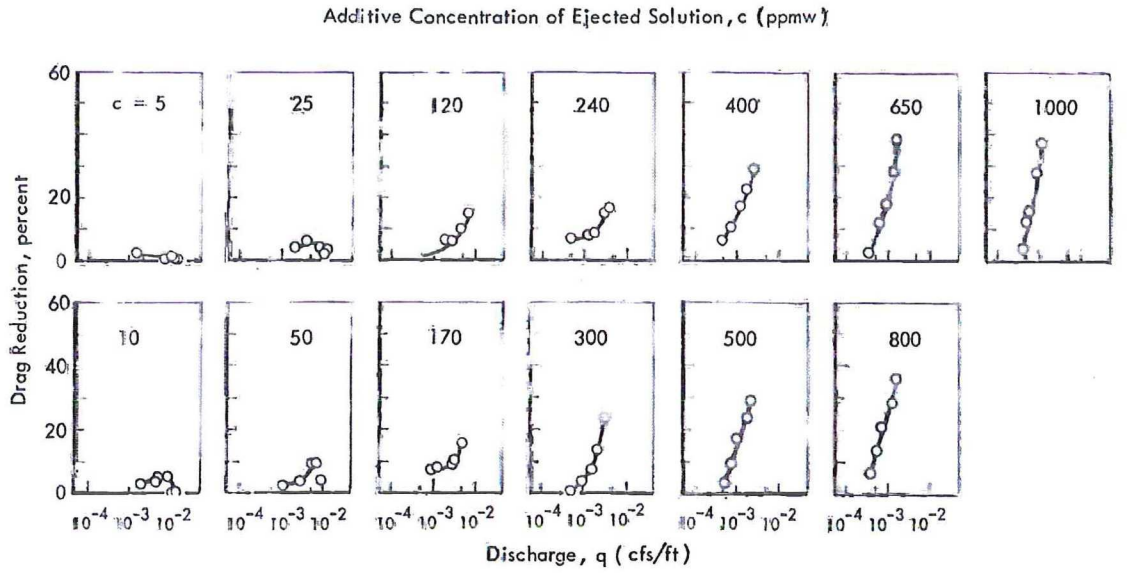 Additive Concentration of Ejected Solution, c (ppmw)
60
c = 5
25
120
240
400
650
1000
20
0
60
10
50
170
300
500
800
40
20
0
10⁻⁴ 10⁻³ 10⁻²
10⁻⁴ 10⁻³ 10⁻²
10⁻⁴ 10⁻³ 10⁻²
10⁻⁴ 10⁻³ 10⁻²
10⁻⁴ 10⁻³ 10⁻²
10⁻⁴ 10⁻³ 10⁻²
Drag Reduction, percent
Discharge, q (cfs/ft)